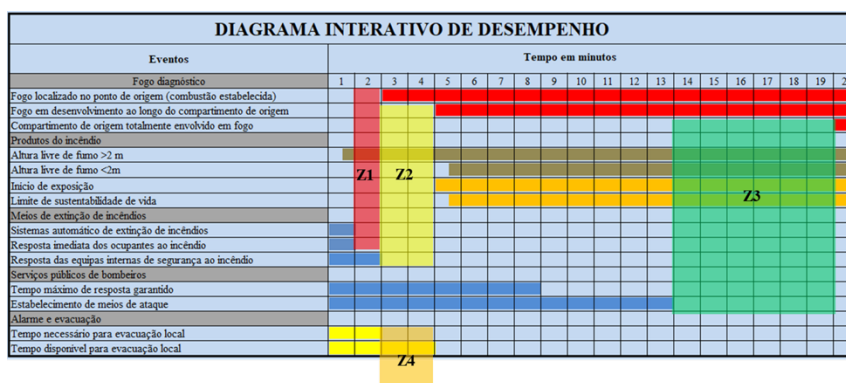 DIAGRAMA INTERATIVO DE DESEMPENHO
Eventos Tempo em minutos
Fogo diagnóstico 1 2 3 4 5 6 7 8 9 10 11 12 13 14 15 16 17 18 19 2
Fogo localizado no ponto de origem (combustão estabelecida)
Fogo em desenvolvimento ao longo do compartimento de origem
Compartimento de origem totalmente envolvido em fogo
Produtos do incêndio
Altura livre de fumo >2 m
Altura livre de fumo <2m
Z1 Z2
Início de exposição
Z3
Limite de sustentabilidade de vida
Meios de extinção de incêndios
Sistemas automático de extinção de incêndios
Resposta imediata dos ocupantes ao incêndio
Resposta das equipas internas de segurança ao incêndio
Serviços públicos de bombeiros
Tempo máximo de resposta garantido
Estabelecimento de meios de ataque
Alarme e evacuação
Tempo necessário para evacuação local
Tempo disponível para evacuação local
Z4